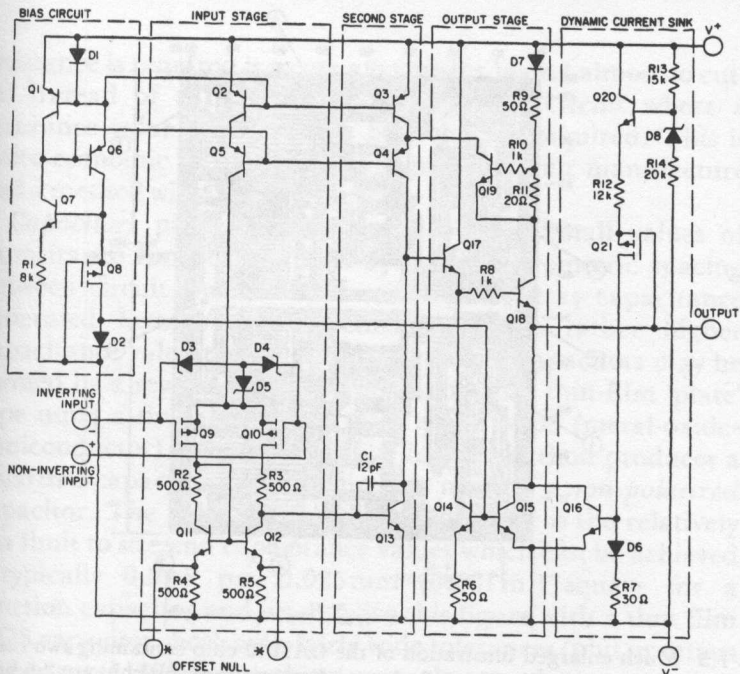 BIAS CIRCUIT
INPUT STAGE
SECOND STAGE
OUTPUT STAGE
DYNAMIC CURRENT SINK
V+
D1
D7
R13
15k
Q1
Q2
Q3
50Ω
Q20
D8
Q6
Q5
Q4
R10
1k
R14
20k
Q19
R11
20Ω
R12
12k
Q7
Q17
Q21
R1
8k
Q8
R8
1k
Q18
D2
OUTPUT
D3
D4
D5
INVERTING
INPUT
−
+
NON-INVERTING
INPUT
Q9
Q10
R2
500Ω
R3
500Ω
C1
12pF
Q11
Q12
Q13
Q14
Q15
Q16
D6
R4
500Ω
R5
500Ω
R6
50Ω
R7
30Ω
*
*
OFFSET NULL
V−